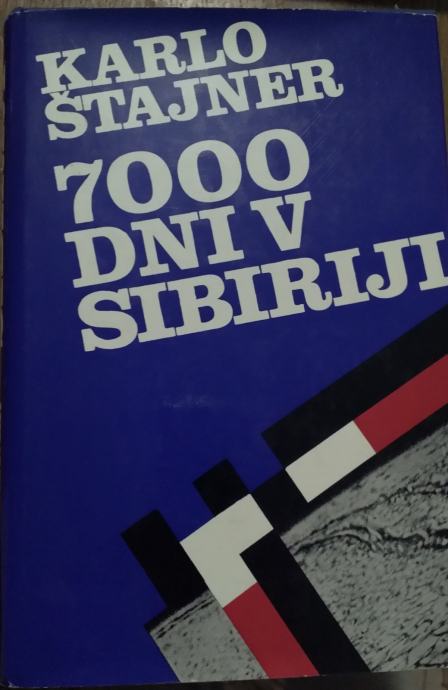 KARLO
ŠTAJNER
7000
DNI V
SIBIRIJI